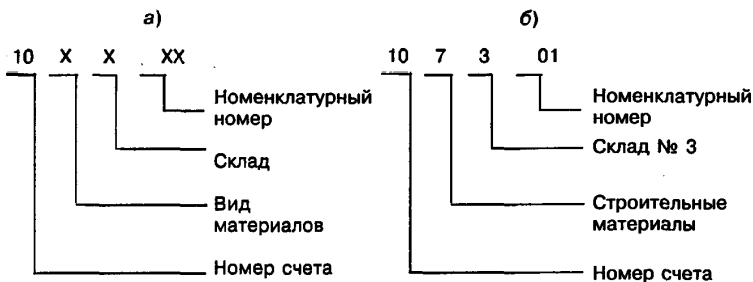 а)
10 X X XX
Номенклатурный
номер
Склад
Вид
материалов
Номер счета
б)
10 7 3 01
Номенклатурный
номер
Склад № 3
Строительные
материалы
Номер счета